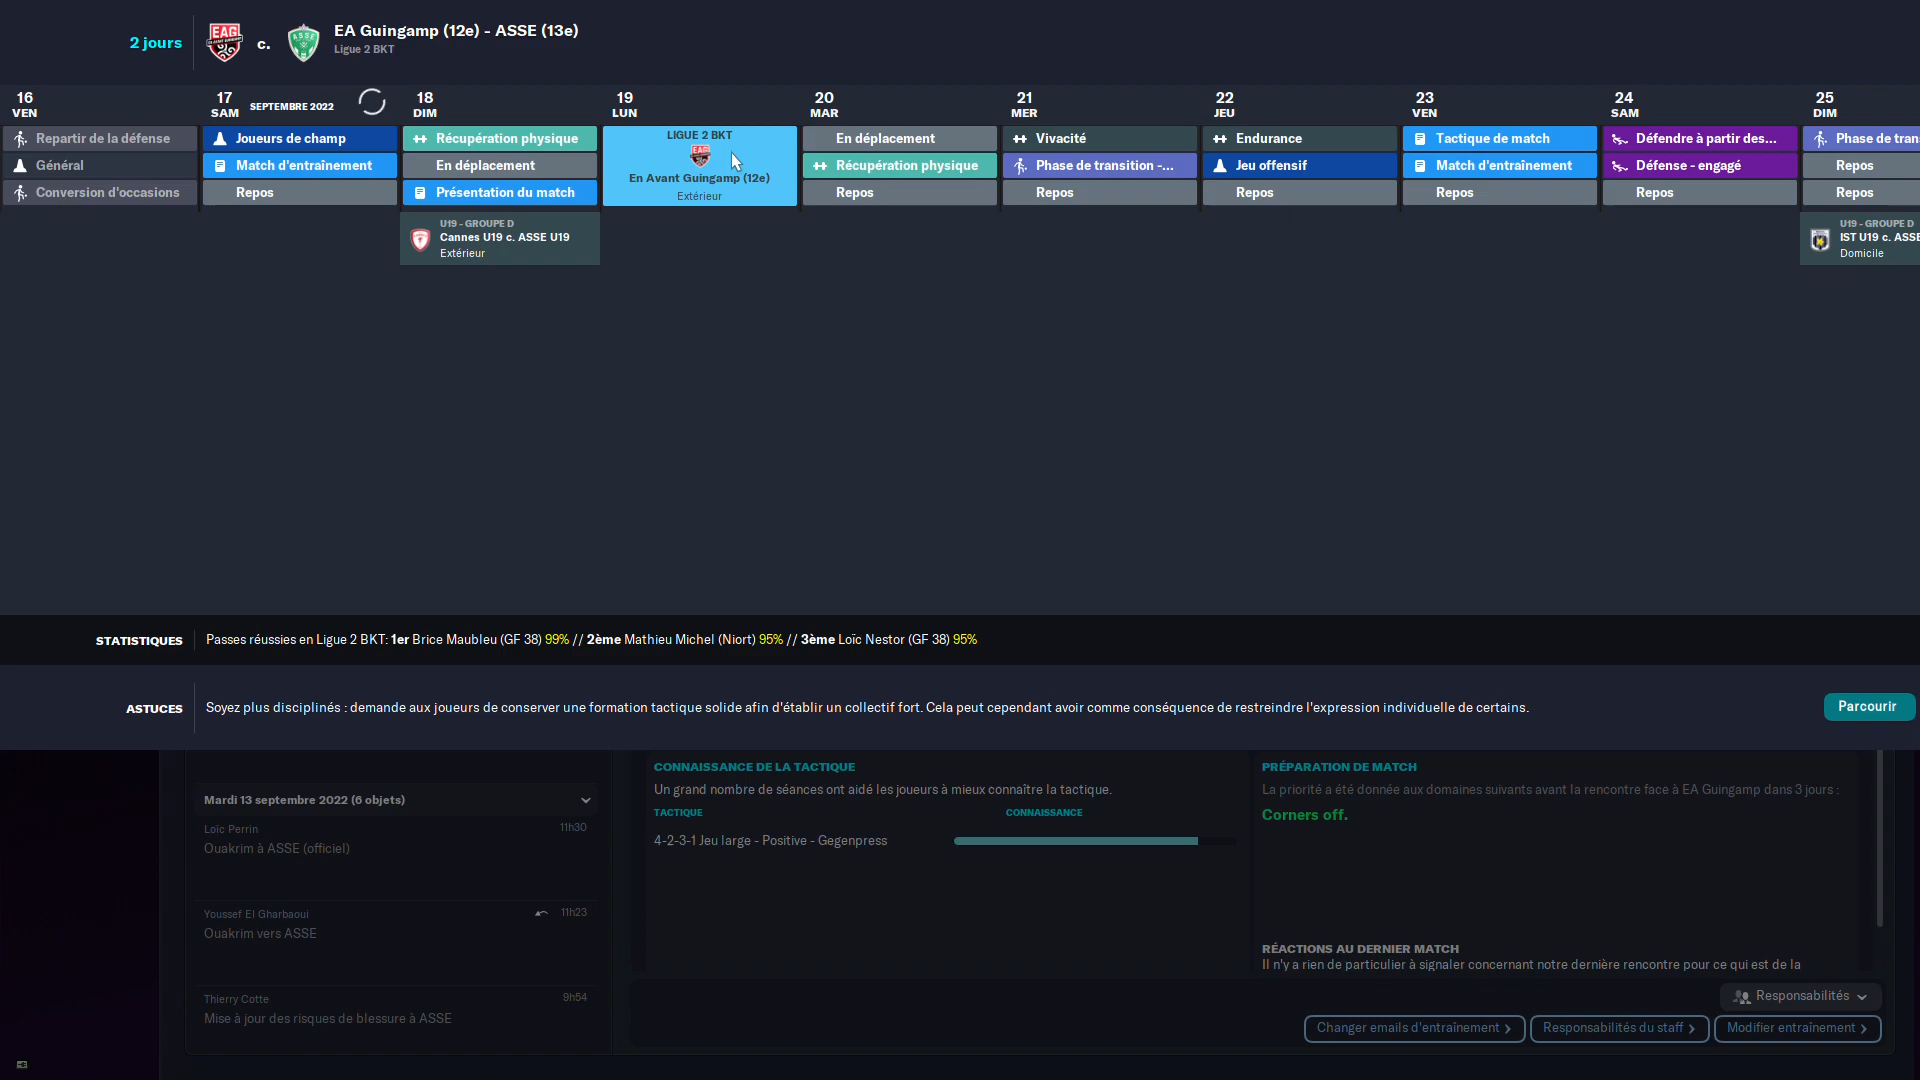 2 jours
c.
EA Guingamp (12e) - ASSE (13e)
Ligue 2 BKT
16
VEN
17
SAM
SEPTEMBRE 2022
18
DIM
19
LUN
20
MAR
21
MER
22
JEU
23
VEN
24
SAM
25
DIM
Repartir de la défense
Général
Conversion d'occasions
Joueurs de champ
Match d'entraînement
Repos
Récupération physique
En déplacement
Présentation du match
LIGUE 2 BKT
En Avant Guingamp (12e)
Extérieur
En déplacement
Récupération physique
Repos
Vivacité
Phase de transition -...
Repos
Endurance
Jeu offensif
Repos
Tactique de match
Match d'entraînement
Repos
Défendre à partir des...
Défense - engagé
Repos
Phase de tran
Repos
Repos
U19 - GROUPE D
Cannes U19 c. ASSE U19
Extérieur
U19 - GROUPE D
IST U19 c. ASSE
Domicile
STATISTIQUES
Passes réussies en Ligue 2 BKT: 1er Brice Maubleu (GF 38) 99% // 2ème Mathieu Michel (Niort) 95% // 3ème Loïc Nestor (GF 38) 95%
ASTUCES
Soyez plus disciplinés : demande aux joueurs de conserver une formation tactique solide afin d'établir un collectif fort. Cela peut cependant avoir comme conséquence de restreindre l'expression individuelle de certains.
Parcourir
Mardi 13 septembre 2022 (6 objets)
Loïc Perrin
11h30
Ouakrim à ASSE (officiel)
Youssef El Gharbaoui
11h23
Ouakrim vers ASSE
Thierry Cotte
9h54
Mise à jour des risques de blessure à ASSE
CONNAISSANCE DE LA TACTIQUE
Un grand nombre de séances ont aidé les joueurs à mieux connaître la tactique.
TACTIQUE
CONNAISSANCE
4-2-3-1 Jeu large - Positive - Gegenpress
PRÉPARATION DE MATCH
La priorité a été donnée aux domaines suivants avant la rencontre face à EA Guingamp dans 3 jours :
Corners off.
RÉACTIONS AU DERNIER MATCH
Il n'y a rien de particulier à signaler concernant notre dernière rencontre pour ce qui est de la
Responsabilités
Changer emails d'entraînement
Responsabilités du staff
Modifier entraînement